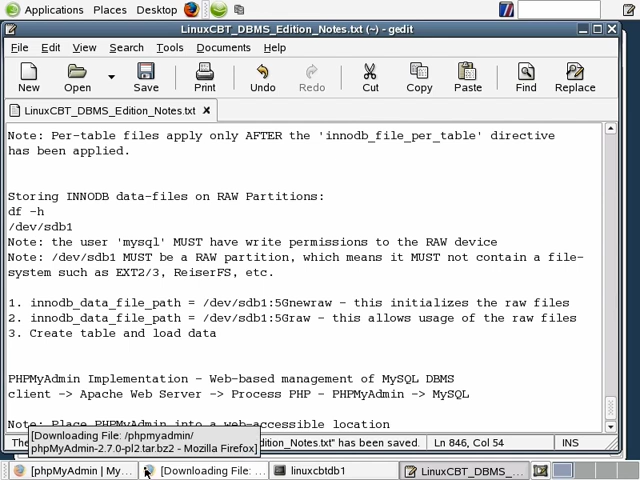 Applications Places Desktop
LinuxCBT_DBMS_Edition_Notes.txt (~) - gedit
File Edit View Search Tools Documents Help
New Open Save Print Undo Redo Cut Copy Paste Find Replace
LinuxCBT_DBMS_Edition_Notes.txt
Note: Per-table files apply only AFTER the 'innodb_file_per_table' directive
has been applied.
Storing INNODB data-files on RAW Partitions:
df -h
/dev/sdb1
Note: the user 'mysql' MUST have write permissions to the RAW device
Note: /dev/sdb1 MUST be a RAW partition, which means it MUST not contain a file-
system such as EXT2/3, ReiserFS, etc.
1. innodb_data_file_path = /dev/sdb1:5Gnewraw - this initializes the raw files
2. innodb_data_file_path = /dev/sdb1:5Graw - this allows usage of the raw files
3. Create table and load data
PHPMyAdmin Implementation - Web-based management of MySQL DBMS
client -> Apache Web Server -> Process PHP - PHPMyAdmin -> MySQL
Note: Place PHPMyAdmin into a web-accessible location
[Downloading File: /phpmyadmin/
phpMyAdmin-2.7.0-pl2.tar.bz2 - Mozilla Firefox]
The dition_Notes.txt" has been saved. Ln 846, Col 54 INS
[phpMyAdmin | My... [Downloading File: ... linuxcbtdb1 LinuxCBT_DBMS_...